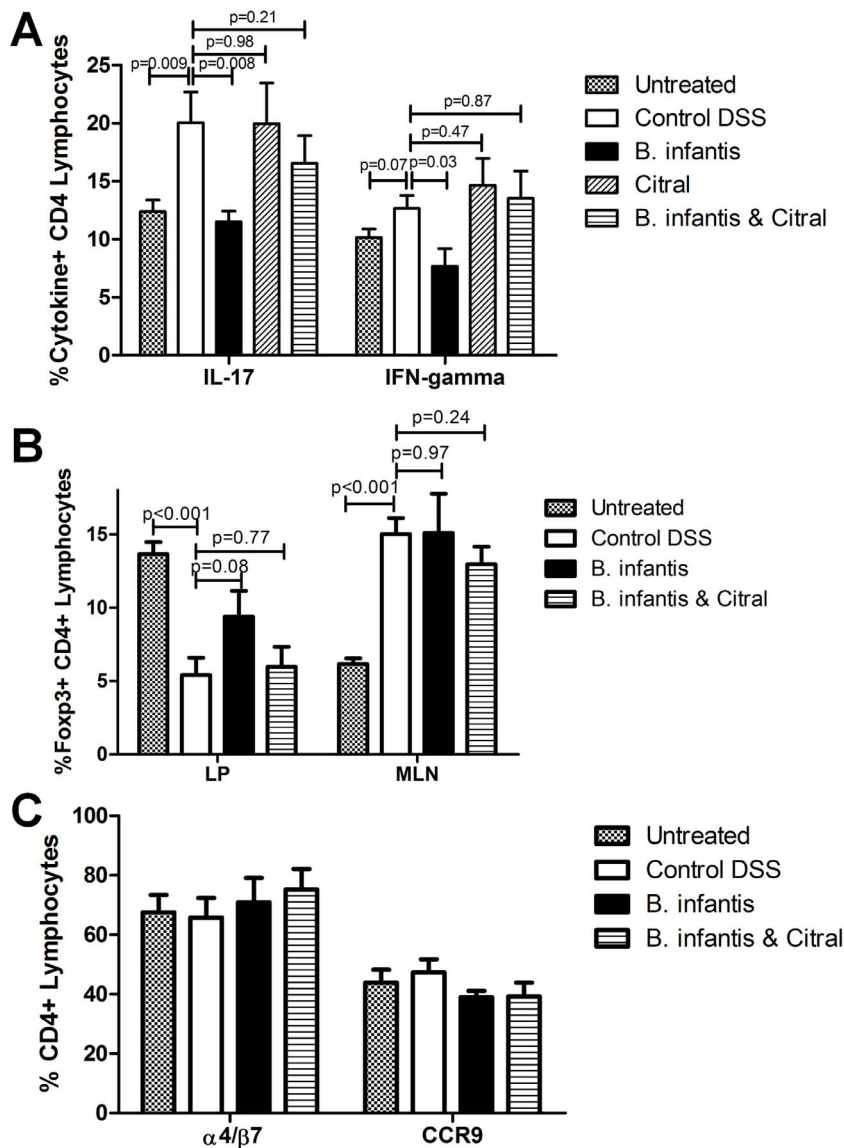 A
%Cytokine+ CD4 Lymphocytes
25
20
15
10
5
0
p=0.21
p=0.98
p=0.009
p=0.008
p=0.87
p=0.47
p=0.07
p=0.03
IL-17
IFN-gamma
Untreated
Control DSS
B. infantis
Citral
B. infantis & Citral
B
%Foxp3+ CD4+ Lymphocytes
15
10
5
0
p<0.001
p=0.77
p=0.08
p=0.24
p=0.97
p<0.001
LP
MLN
Untreated
Control DSS
B. infantis
B. infantis & Citral
C
% CD4+ Lymphocytes
100
80
60
40
20
0
α4/β7
CCR9
Untreated
Control DSS
B. infantis
B. infantis & Citral